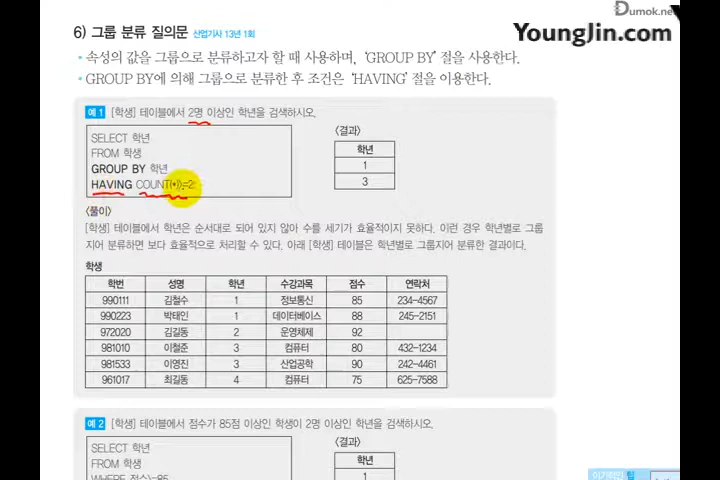 Dumok.ne
YoungJin.com
6) 그룹 분류 질의문 산업기사 13년 1회
• 속성의 값을 그룹으로 분류하고자 할 때 사용하며, ‘GROUP BY’ 절을 사용한다.
• GROUP BY에 의해 그룹으로 분류한 후 조건은 ‘HAVING’ 절을 이용한다.
예 1 [학생] 테이블에서 2명 이상인 학년을 검색하시오.
SELECT 학년
FROM 학생
GROUP BY 학년
HAVING COUNT(*)>=2;
<결과>
학년
1
3
<풀이>
[학생] 테이블에서 학년은 순서대로 되어 있지 않아 수를 세기가 효율적이지 못하다. 이런 경우 학년별로 그룹
지어 분류하면 보다 효율적으로 처리할 수 있다. 아래 [학생] 테이블은 학년별로 그룹지어 분류한 결과이다.
학생
학번 성명 학년 수강과목 점수 연락처
990111 김철수 1 정보통신 85 234-4567
990223 박태인 1 데이터베이스 88 245-2151
972020 김길동 2 운영체제 92
981010 이철준 3 컴퓨터 80 432-1234
981533 이영진 3 산업공학 90 242-4461
961017 최길동 4 컴퓨터 75 625-7588
예 2 [학생] 테이블에서 점수가 85점 이상인 학생이 2명 이상인 학년을 검색하시오.
SELECT 학년
FROM 학생
WHERE 점수>=85
<결과>
학년
1